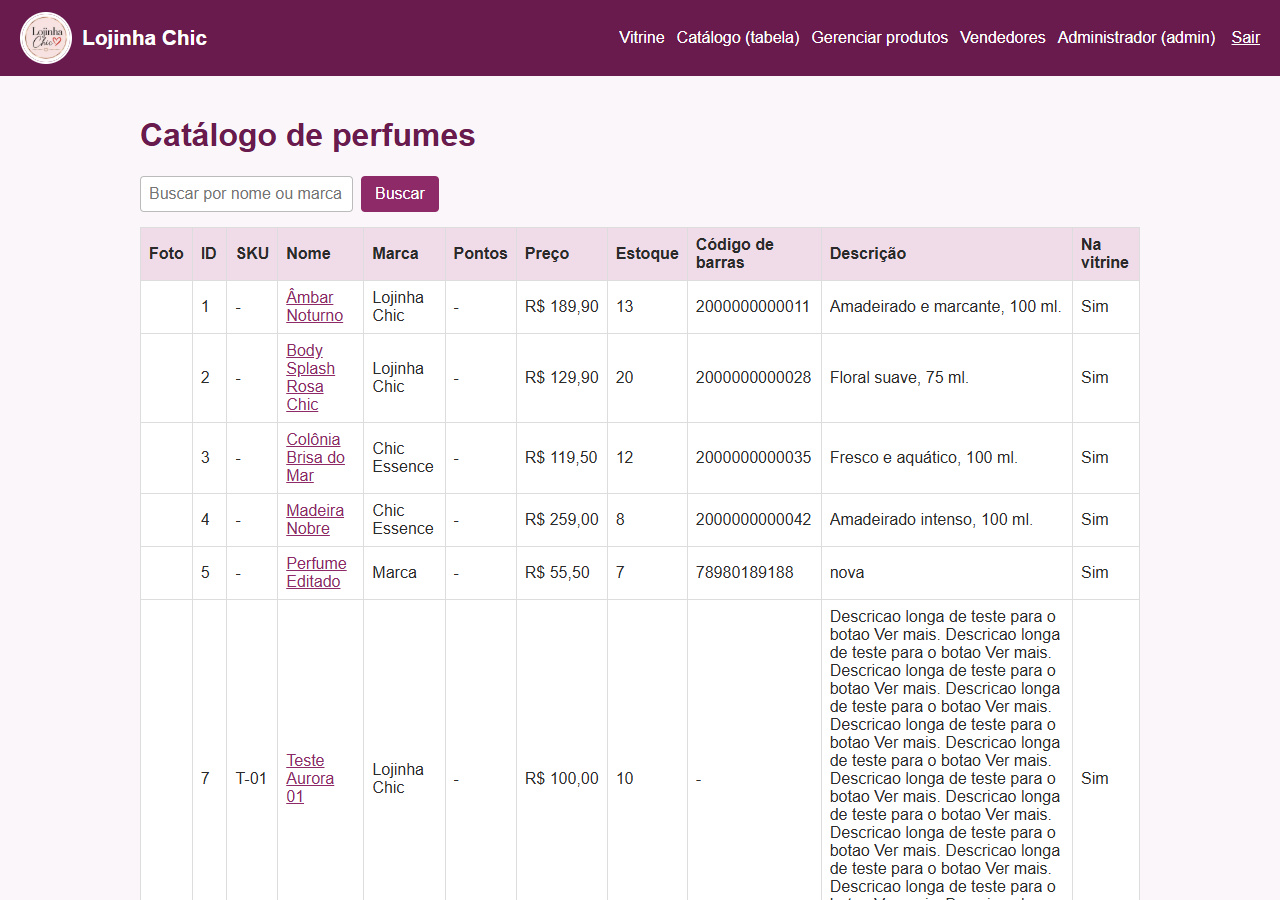 Lojinha Chic
Lojinha Chic Vitrine Catálogo (tabela) Gerenciar produtos Vendedores Administrador (admin) Sair
Catálogo de perfumes
Buscar por nome ou marca Buscar
Foto ID SKU Nome Marca Pontos Preço Estoque Código de barras Descrição Na vitrine
1 - Âmbar Noturno Lojinha Chic - R$ 189,90 13 2000000000011 Amadeirado e marcante, 100 ml. Sim
2 - Body Splash Rosa Chic Lojinha Chic - R$ 129,90 20 2000000000028 Floral suave, 75 ml. Sim
3 - Colônia Brisa do Mar Chic Essence - R$ 119,50 12 2000000000035 Fresco e aquático, 100 ml. Sim
4 - Madeira Nobre Chic Essence - R$ 259,00 8 2000000000042 Amadeirado intenso, 100 ml. Sim
5 - Perfume Editado Marca - R$ 55,50 7 78980189188 nova Sim
7 T-01 Teste Aurora 01 Lojinha Chic - R$ 100,00 10 - Sim
Descricao longa de teste para o
botao Ver mais. Descricao longa
de teste para o botao Ver mais.
Descricao longa de teste para o
botao Ver mais. Descricao longa
de teste para o botao Ver mais.
Descricao longa de teste para o
botao Ver mais. Descricao longa
de teste para o botao Ver mais.
Descricao longa de teste para o
botao Ver mais. Descricao longa
de teste para o botao Ver mais.
Descricao longa de teste para o
botao Ver mais. Descricao longa
de teste para o botao Ver mais.
Descricao longa de teste para o